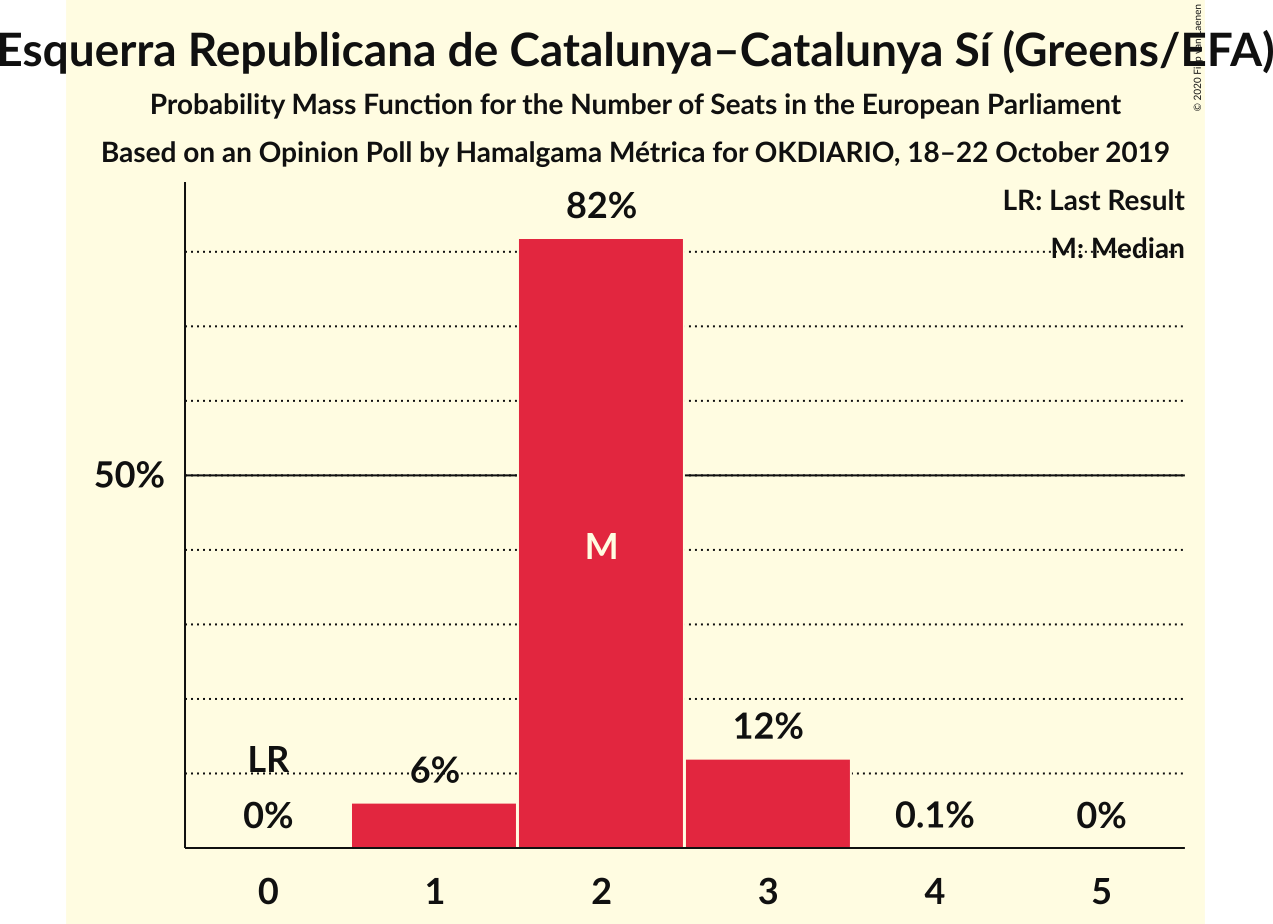 Esquerra Republicana de Catalunya–Catalunya Sí (Greens/EFA)
Probability Mass Function for the Number of Seats in the European Parliament
Based on an Opinion Poll by Hamalgama Métrica for OKDIARIO, 18–22 October 2019
© 2020
LR: Last Result
M: Median
82%
50%
M
12%
LR
6%
0%
0.1%
0%
0 1 2 3 4 5